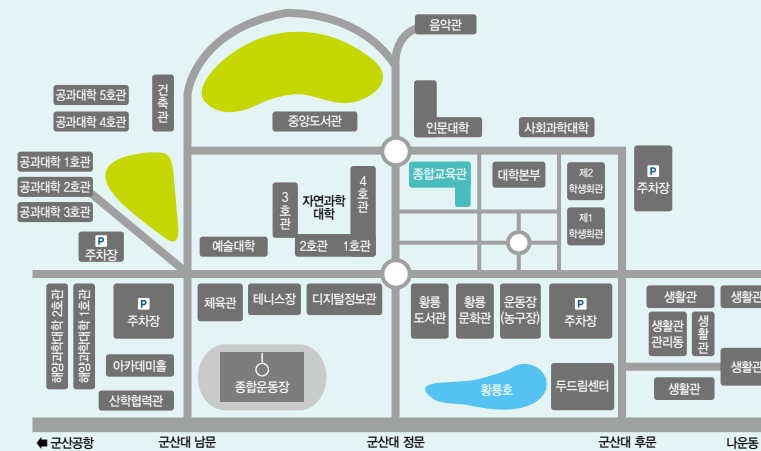 음악관
공과대학 5호관
건축관
공과대학 4호관
중앙도서관
인문대학
사회과학대학
공과대학 1호관
공과대학 2호관
공과대학 3호관
3호관
자연과학
대학
4호관
2호관
1호관
종합교육관
대학본부
제2
학생회관
제1
학생회관
P
주차장
P
주차장
예술대학
해양과학대학 2호관
해양과학대학 1호관
P
주차장
체육관
테니스장
디지털정보관
황룡
도서관
황룡
문화관
운동장
(농구장)
P
주차장
생활관
생활관
생활관
관리동
생활관
아카데미홀
산학협력관
종합운동장
황룡호
두드림센터
생활관
생활관
군산공항
군산대 남문
군산대 정문
군산대 후문
나운동